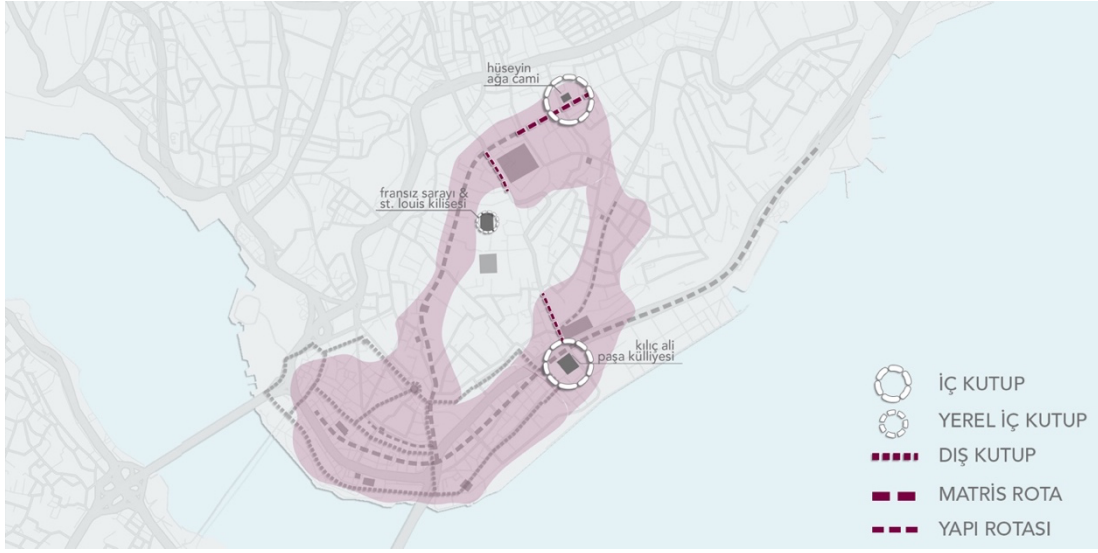 hüseyin
ağa cami
fransız sarayı &
st. louis kilisesi
kılıç ali
paşa külliyesi
İÇ KUTUP
YEREL İÇ KUTUP
DIŞ KUTUP
MATRİS ROTA
YAPI ROTASI